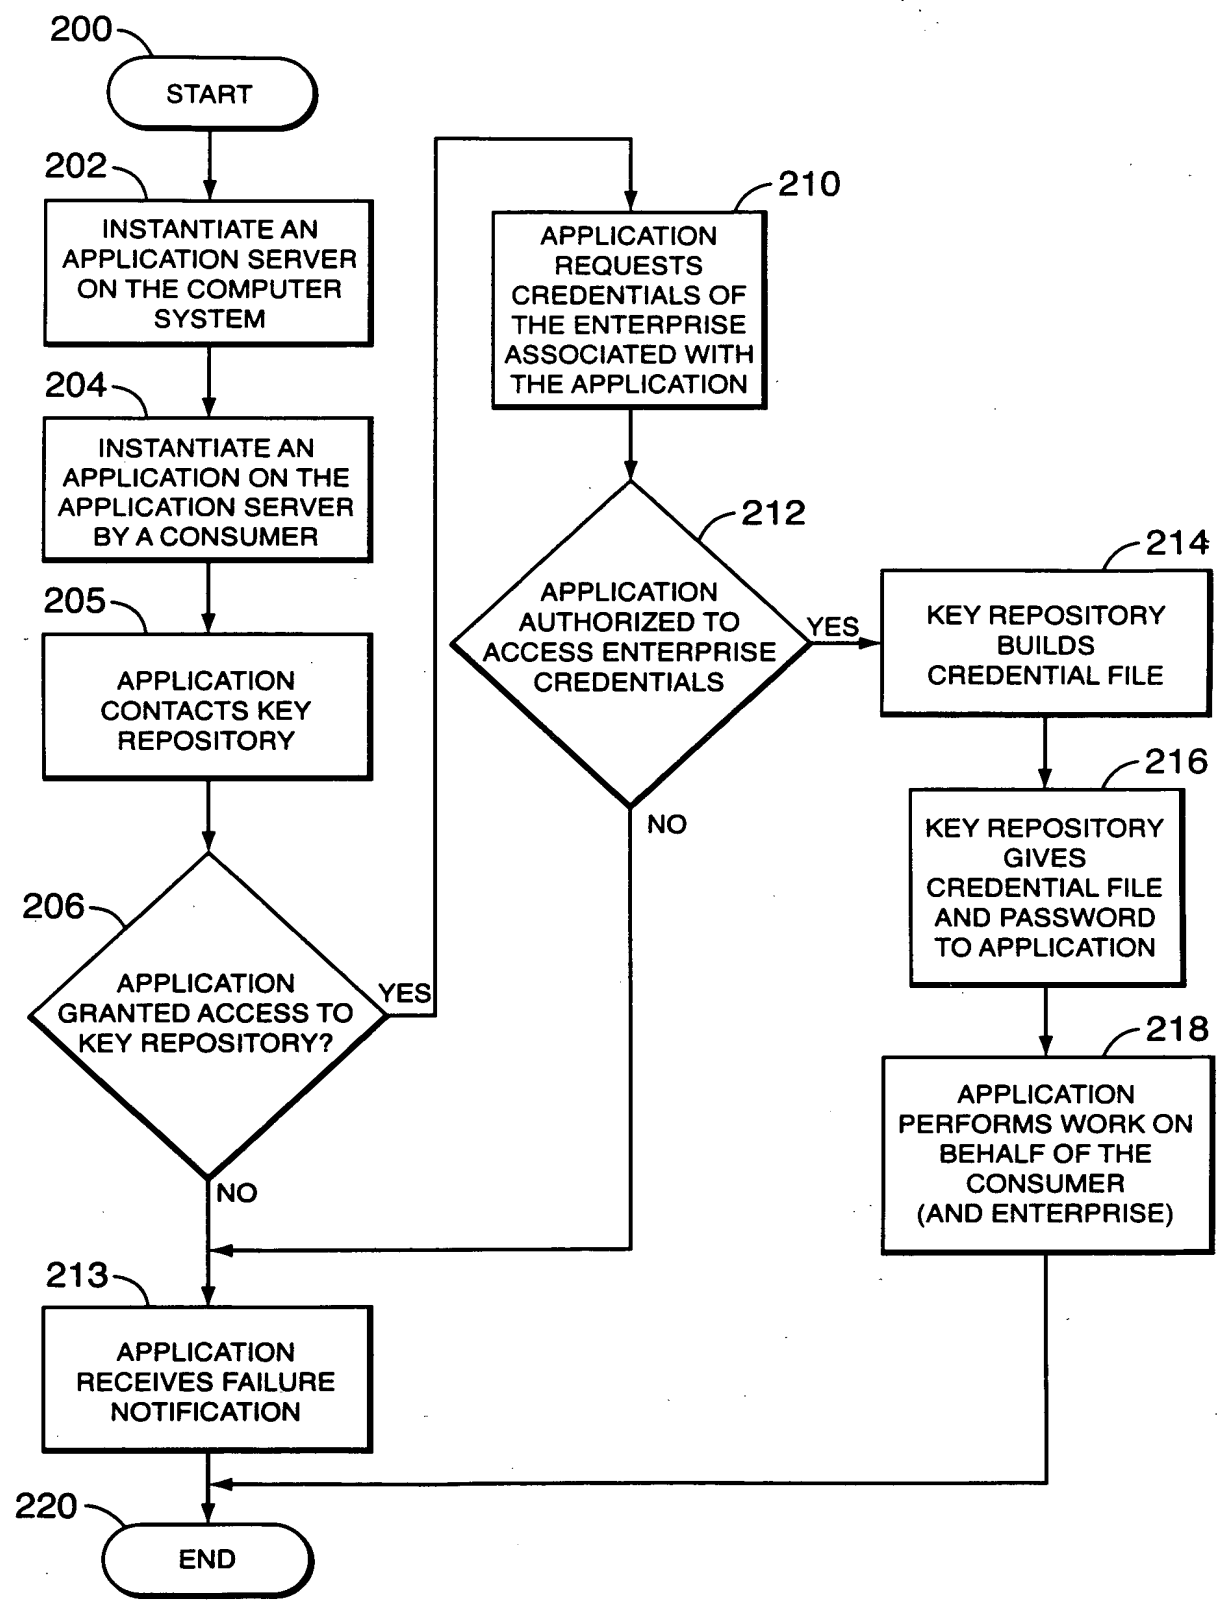 200
START
202
INSTANTIATE AN
APPLICATION SERVER
ON THE COMPUTER
SYSTEM
204
INSTANTIATE AN
APPLICATION ON THE
APPLICATION SERVER
BY A CONSUMER
205
APPLICATION
CONTACTS KEY
REPOSITORY
206
APPLICATION
GRANTED ACCESS TO
KEY REPOSITORY?
YES
NO
210
APPLICATION
REQUESTS
CREDENTIALS OF
THE ENTERPRISE
ASSOCIATED WITH
THE APPLICATION
212
APPLICATION
AUTHORIZED TO
ACCESS ENTERPRISE
CREDENTIALS
YES
NO
213
APPLICATION
RECEIVES FAILURE
NOTIFICATION
214
KEY REPOSITORY
BUILDS
CREDENTIAL FILE
216
KEY REPOSITORY
GIVES
CREDENTIAL FILE
AND PASSWORD
TO APPLICATION
218
APPLICATION
PERFORMS WORK ON
BEHALF OF THE
CONSUMER
(AND ENTERPRISE)
220
END